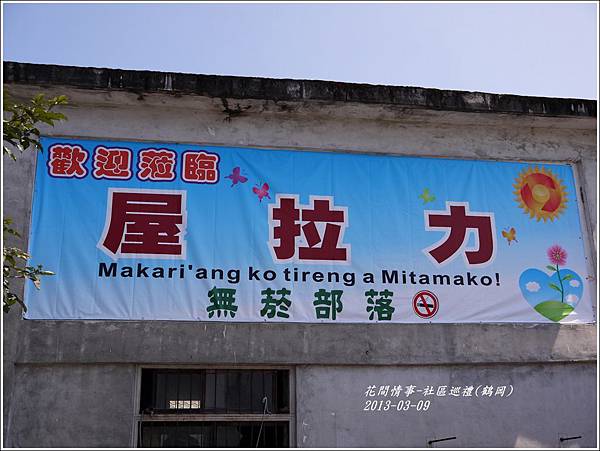 歡迎蒞臨
屋拉力
Makari'ang ko tireng a Mitamako!
無菸部落
花間情事-社區巡禮(鶴岡)
2013-03-09